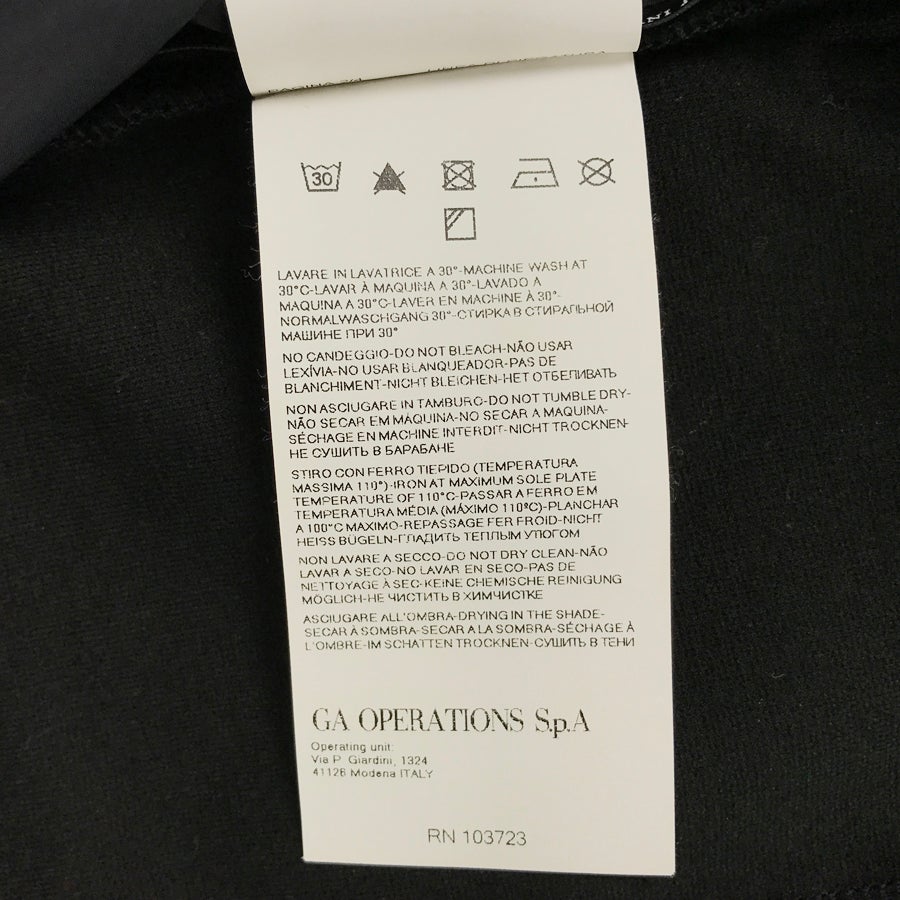 NI J
30
LAVARE IN LAVATRICE A 30°-MACHINE WASH AT
30°C-LAVAR À MAQUINA A 30°-LAVADO A
MAQUINA A 30°C-LAVER EN MACHINE À 30°-
NORMALWASCHGANG 30°-СТИРКА В СТИРАЛЬНОЙ
МАШИНЕ ПРИ 30°
NO CANDEGGIO-DO NOT BLEACH-NÃO USAR
LEXÍVIA-NO USAR BLANQUEADOR-PAS DE
BLANCHIMENT-NICHT BLEICHEN-НЕТ ОТБЕЛИВАТЬ
NON ASCIUGARE IN TAMBURO-DO NOT TUMBLE DRY-
NÃO SECAR EM MÁQUINA-NO SECAR A MAQUINA-
SÉCHAGE EN MACHINE INTERDIT-NICHT TROCKNEN-
НЕ СУШИТЬ В БАРАБАНЕ
STIRO CON FERRO TIEPIDO (TEMPERATURA
MASSIMA 110°)-IRON AT MAXIMUM SOLE PLATE
TEMPERATURE OF 110°C-PASSAR A FERRO EM
TEMPERATURA MÉDIA (MÁXIMO 110ºC)-PLANCHAR
A 100°C MAXIMO-REPASSAGE FER FROID-NICHT
HEISS BÜGELN-ГЛАДИТЬ ТЕПЛЫМ УТЮГОМ
NON LAVARE A SECCO-DO NOT DRY CLEAN-NÃO
LAVAR A SECO-NO LAVAR EN SECO-PAS DE
NETTOYAGE À SEC-KEINE CHEMISCHE REINIGUNG
MÖGLICH-НЕ ЧИСТИТЬ В ХИМЧИСТКЕ
ASCIUGARE ALL'OMBRA-DRYING IN THE SHADE-
SECAR À SOMBRA-SECAR A LA SOMBRA-SÉCHAGE À
L'OMBRE-IM SCHATTEN TROCKNEN-СУШИТЬ В ТЕНИ
GA OPERATIONS S.p.A
Operating unit:
Via P. Giardini, 1324
41126 Modena ITALY
RN 103723